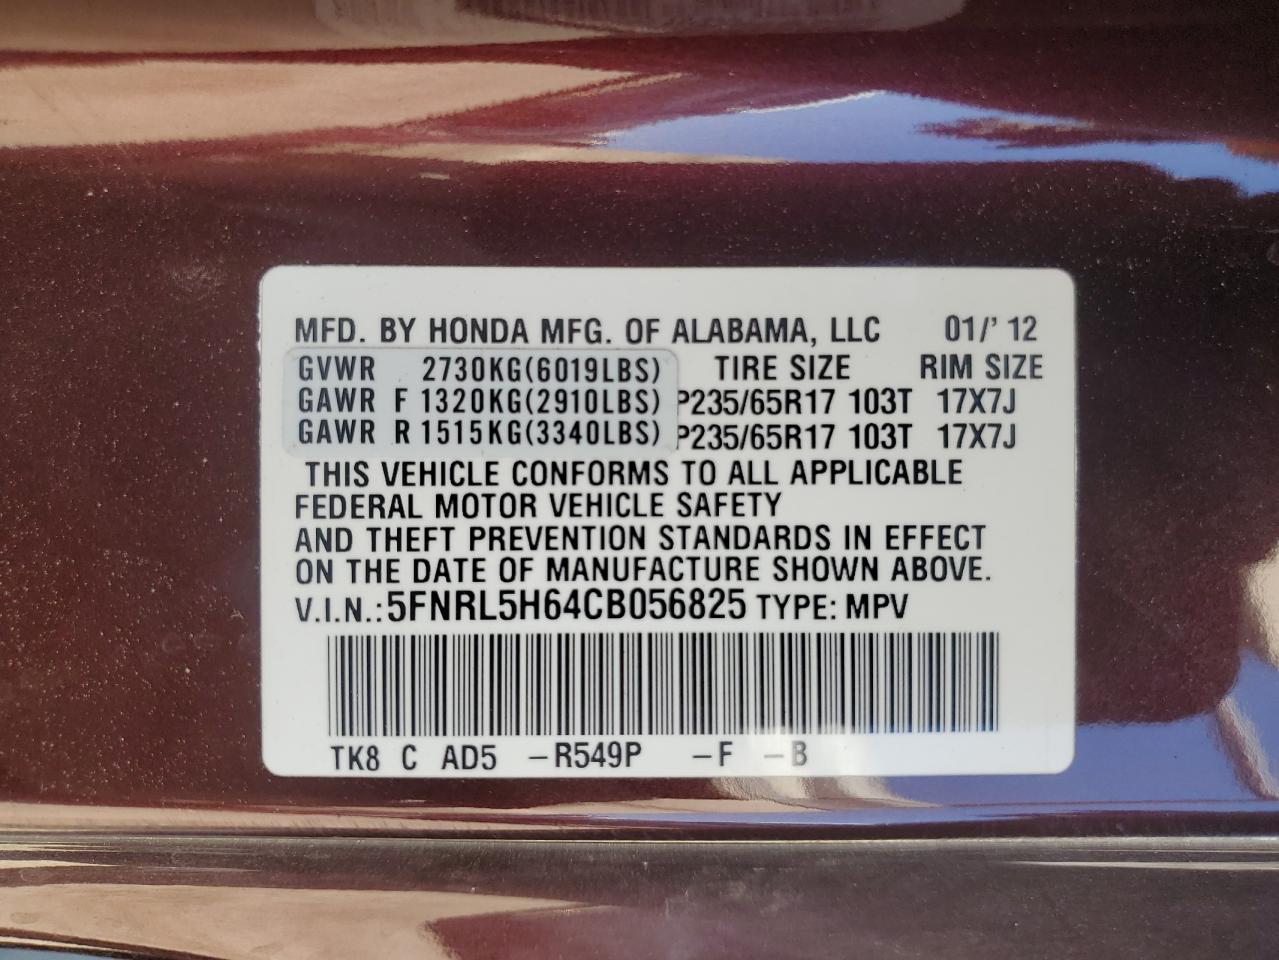 MFD. BY HONDA MFG. OF ALABAMA, LLC 01/' 12
GVWR 2730KG(6019LBS) TIRE SIZE RIM SIZE
GAWR F 1320KG(2910LBS) P235/65R17 103T 17X7J
GAWR R 1515KG(3340LBS) P235/65R17 103T 17X7J
THIS VEHICLE CONFORMS TO ALL APPLICABLE
FEDERAL MOTOR VEHICLE SAFETY
AND THEFT PREVENTION STANDARDS IN EFFECT
ON THE DATE OF MANUFACTURE SHOWN ABOVE.
V.I.N.: 5FNRL5H64CB056825 TYPE: MPV
TK8 C AD5 -R549P -F -B